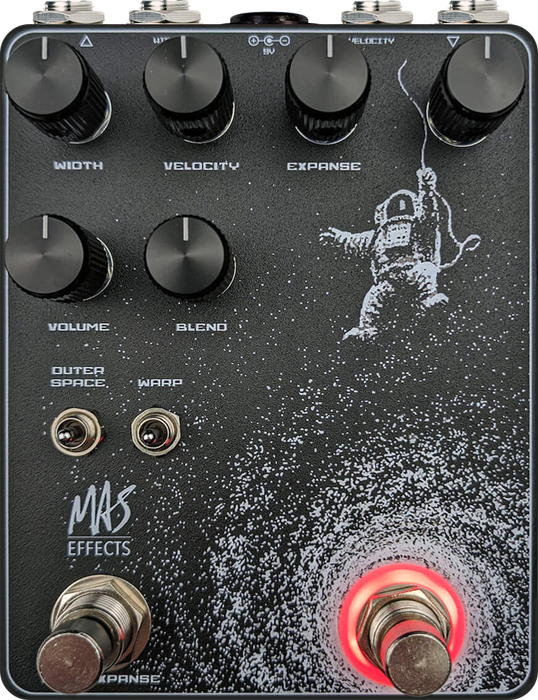 VELOCITY
9V
WIDTH
VELOCITY
EXPANSE
VOLUME
BLEND
OUTER
SPACE
WARP
MAS
EFFECTS